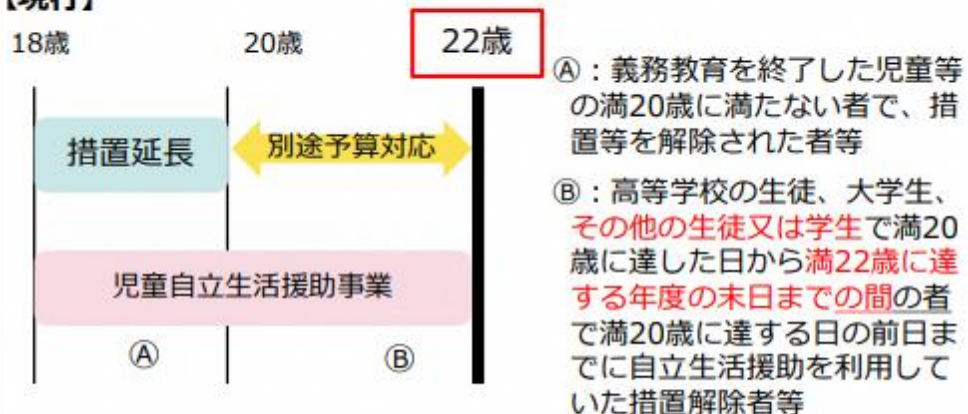 【現行】
18歳
20歳
22歳
措置延長
別途予算対応
児童自立生活援助事業
Ⓐ
Ⓑ
Ⓐ：義務教育を終了した児童等
の満20歳に満たない者で、措
置等を解除された者等
Ⓑ：高等学校の生徒、大学生、
その他の生徒又は学生で満20
歳に達した日から満22歳に達
する年度の末日までの間の者
で満20歳に達する日の前日ま
でに自立生活援助を利用して
いた措置解除者等